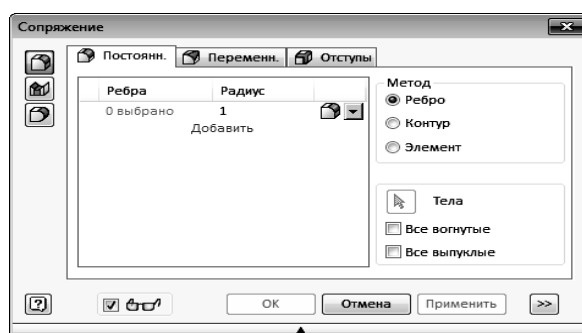 Сопряжение
Постоянн. Переменн. Отступы
Ребра Радиус
0 выбрано 1
Добавить
Метод
Ребро
Контур
Элемент
Тела
Все вогнутые
Все выпуклые
OK Отмена Применить >>